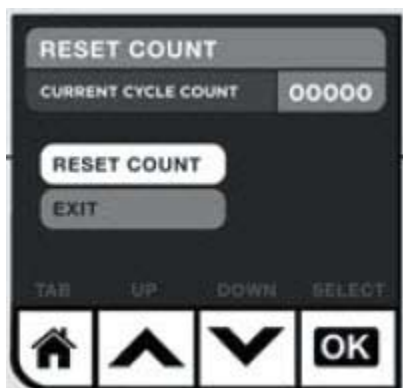 RESET COUNT
CURRENT CYCLE COUNT 00000
RESET COUNT
EXIT
TAB UP DOWN SELECT
OK